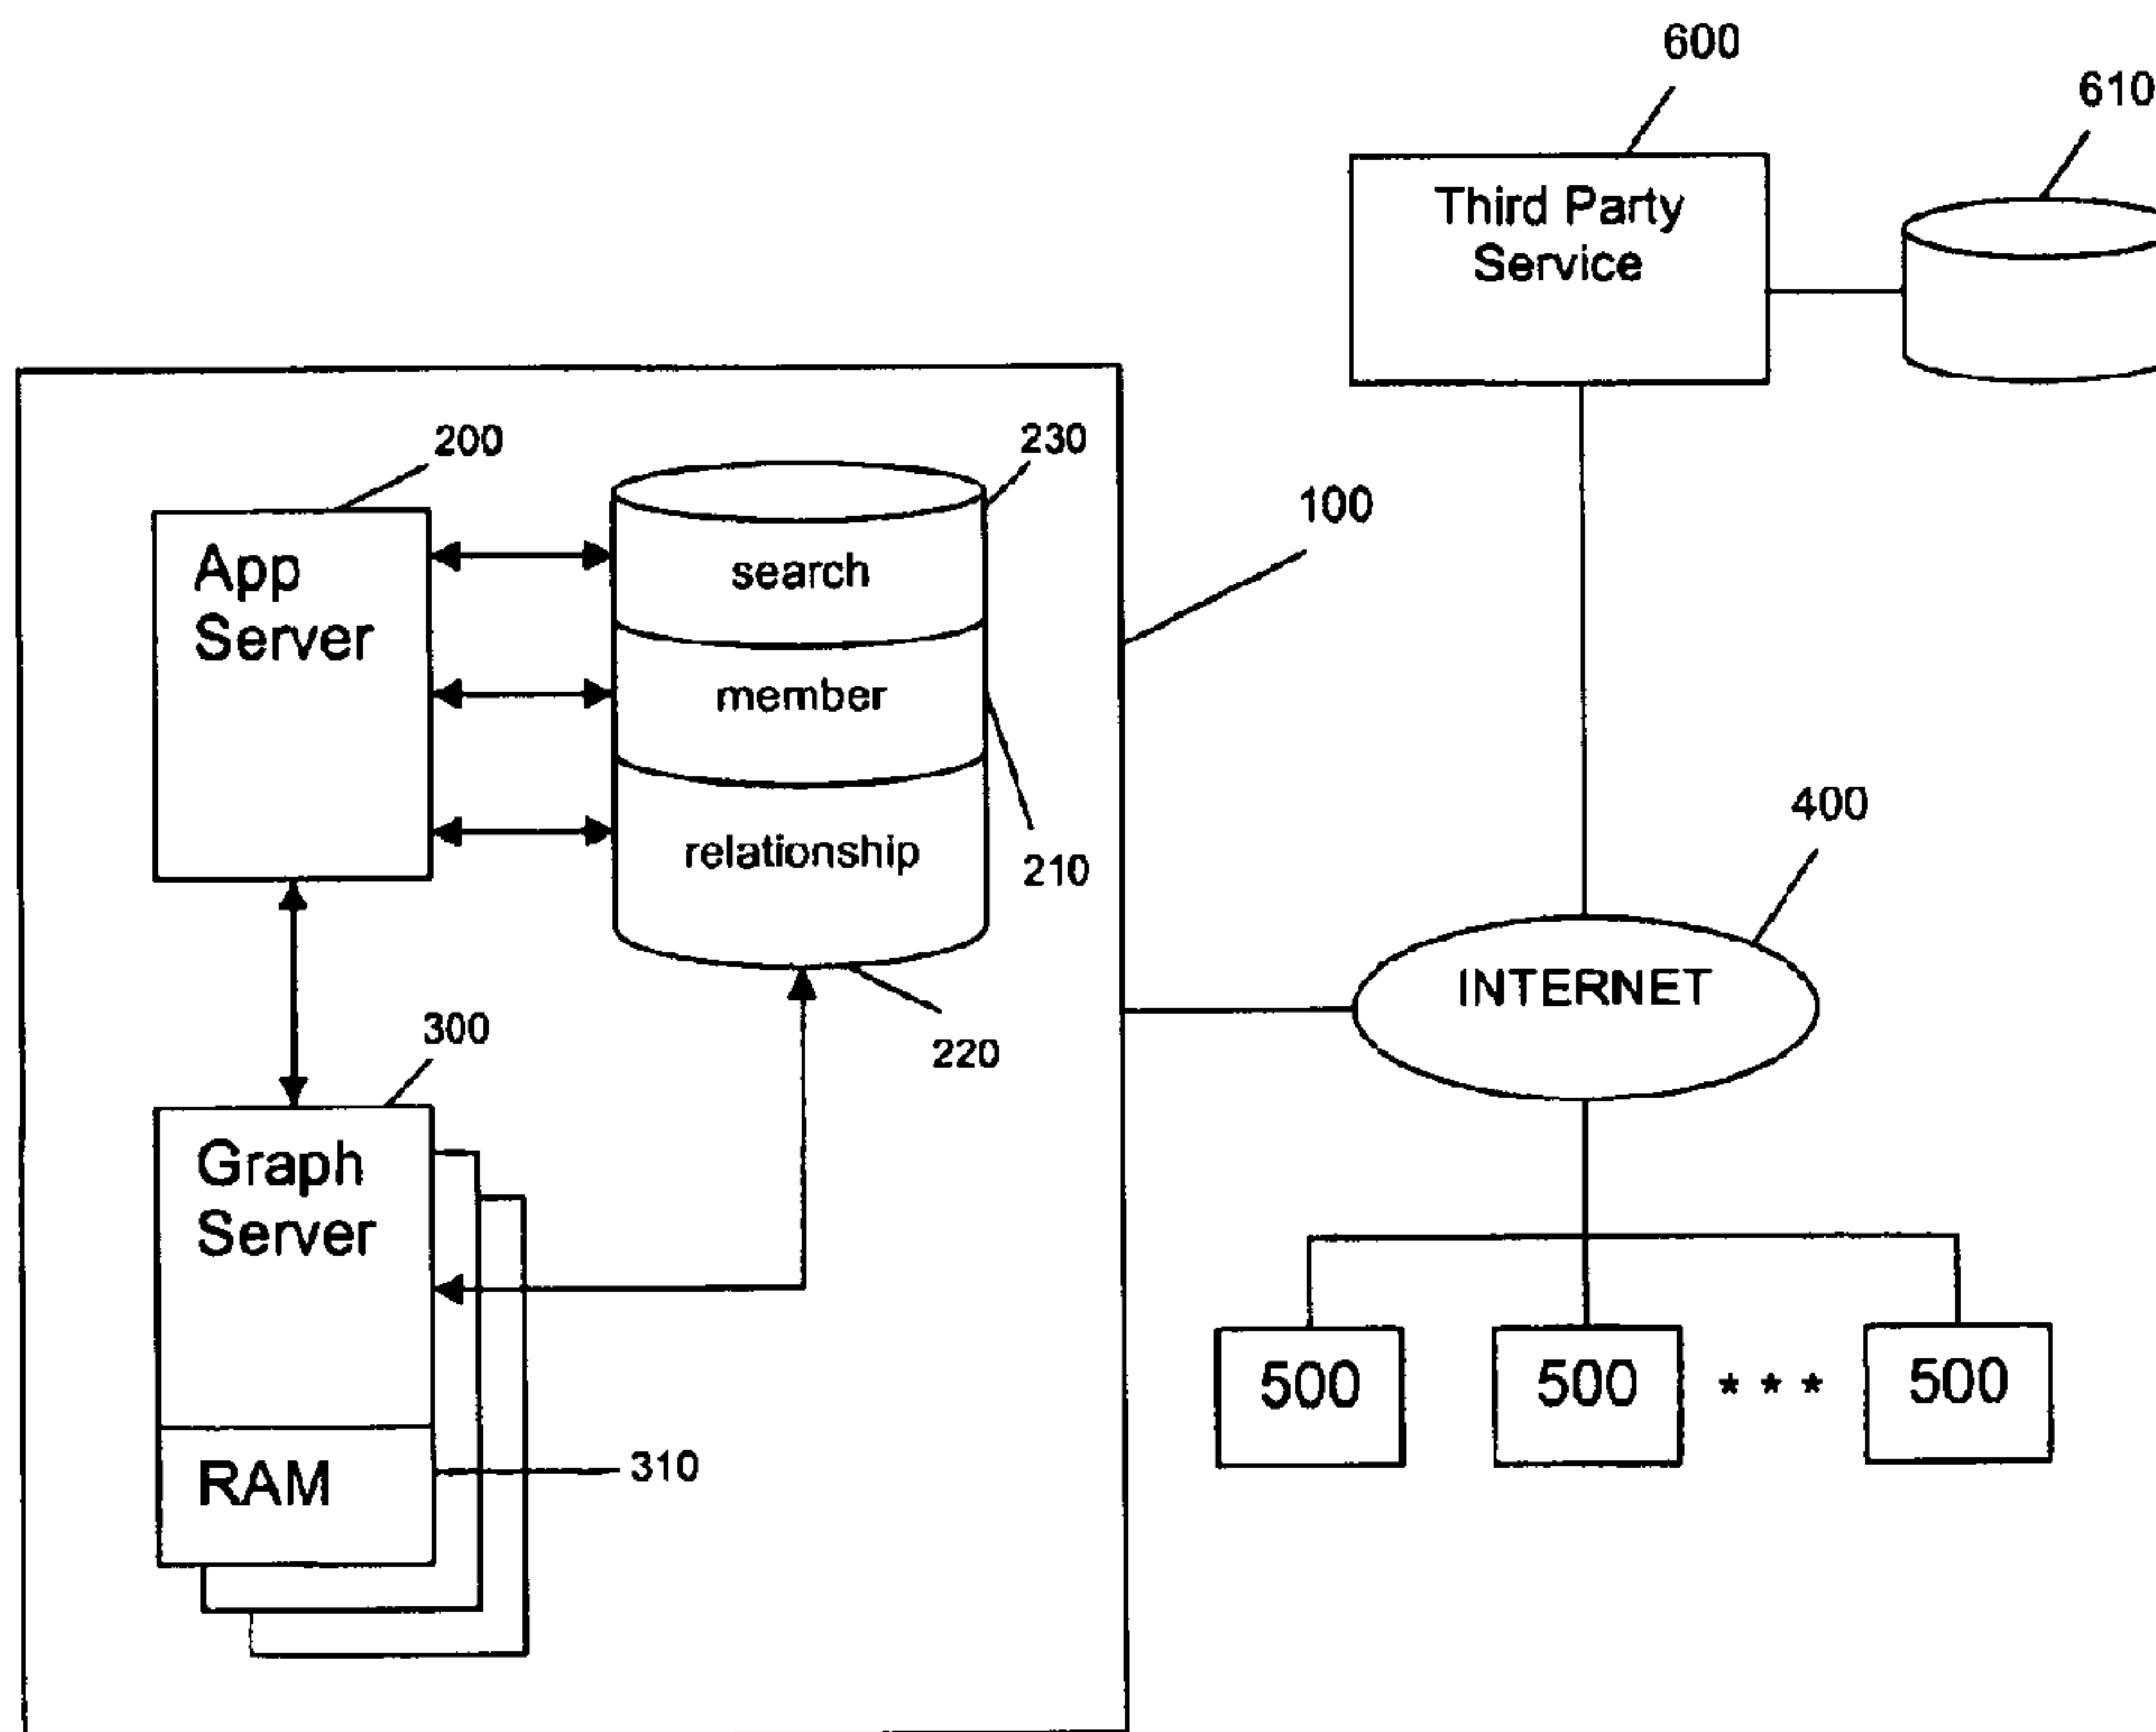 600
610
Third Party
Service
200
230
100
App
Server
search
member
relationship
210
400
INTERNET
300
220
Graph
Server
RAM
310
500
500
* * *
500